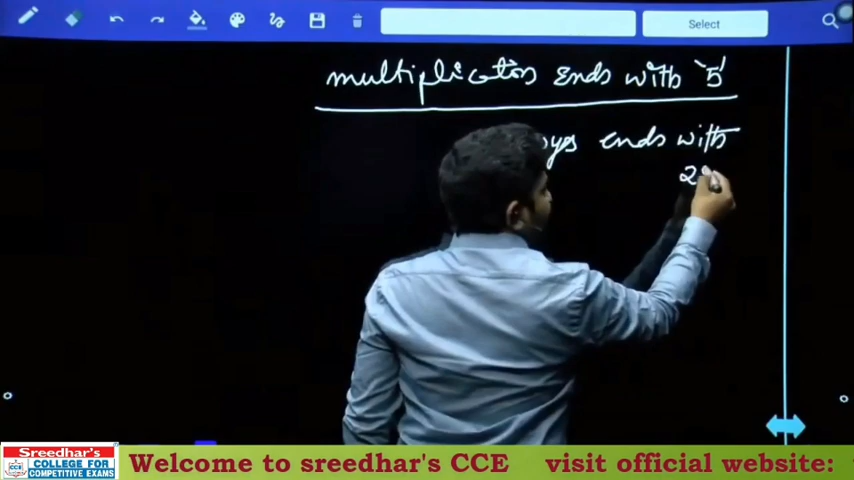 Select
multiplication ends with '5'
ends with
Sreedhar's
CCE
COLLEGE FOR
COMPETITIVE EXAMS
Welcome to sreedhar's CCE visit official website: